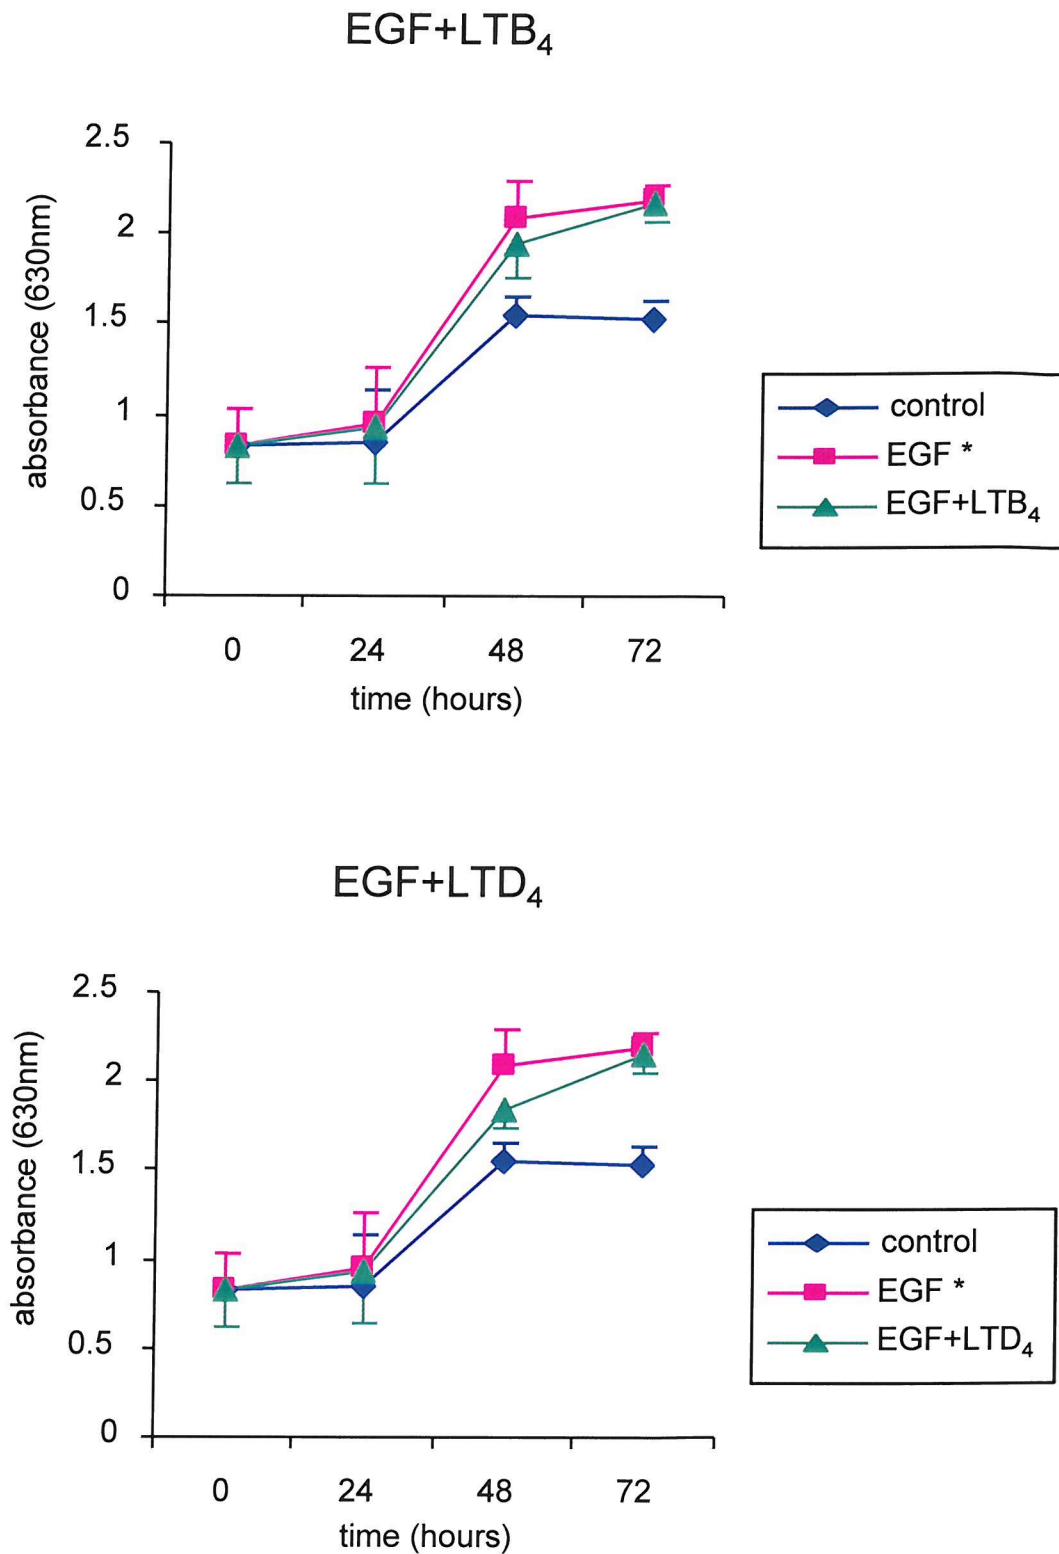 EGF+LTB₄
2.5
2
1.5
1
0.5
0
absorbance (630nm)
0 24 48 72
time (hours)
control
EGF *
EGF+LTB₄
EGF+LTD₄
2.5
2
1.5
1
0.5
0
absorbance (630nm)
0 24 48 72
time (hours)
control
EGF *
EGF+LTD₄